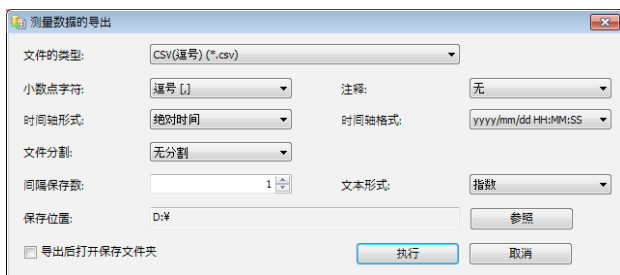 测量数据的导出
文件的类型: CSV(逗号) (*.csv)
小数点字符: 逗号 [,] 注释: 无
时间轴形式: 绝对时间 时间轴格式: yyyy/mm/dd HH:MM:SS
文件分割: 无分割
间隔保存数: 1 文本形式: 指数
保存位置: D:¥ 参照
导出后打开保存文件夹 执行 取消